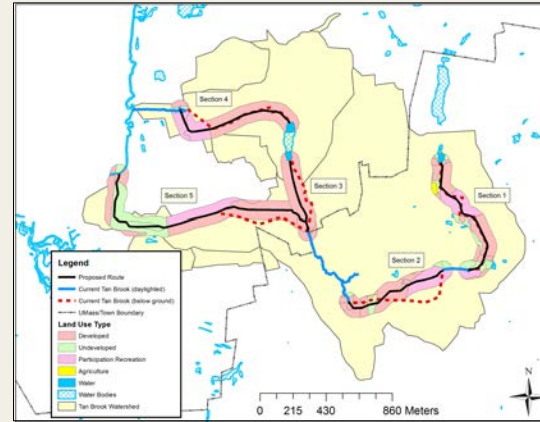 Section 4
Section 1
Section 3
Section 5
Section 2
Legend
Proposed Route
Current Tan Brook (daylighted)
Current Tan Brook (below ground)
UMass/Town Boundary
Land Use Type
Developed
Undeveloped
Participation Recreation
Agriculture
Water
Water Bodies
Tan Brook Watershed
N
0 215 430 860 Meters